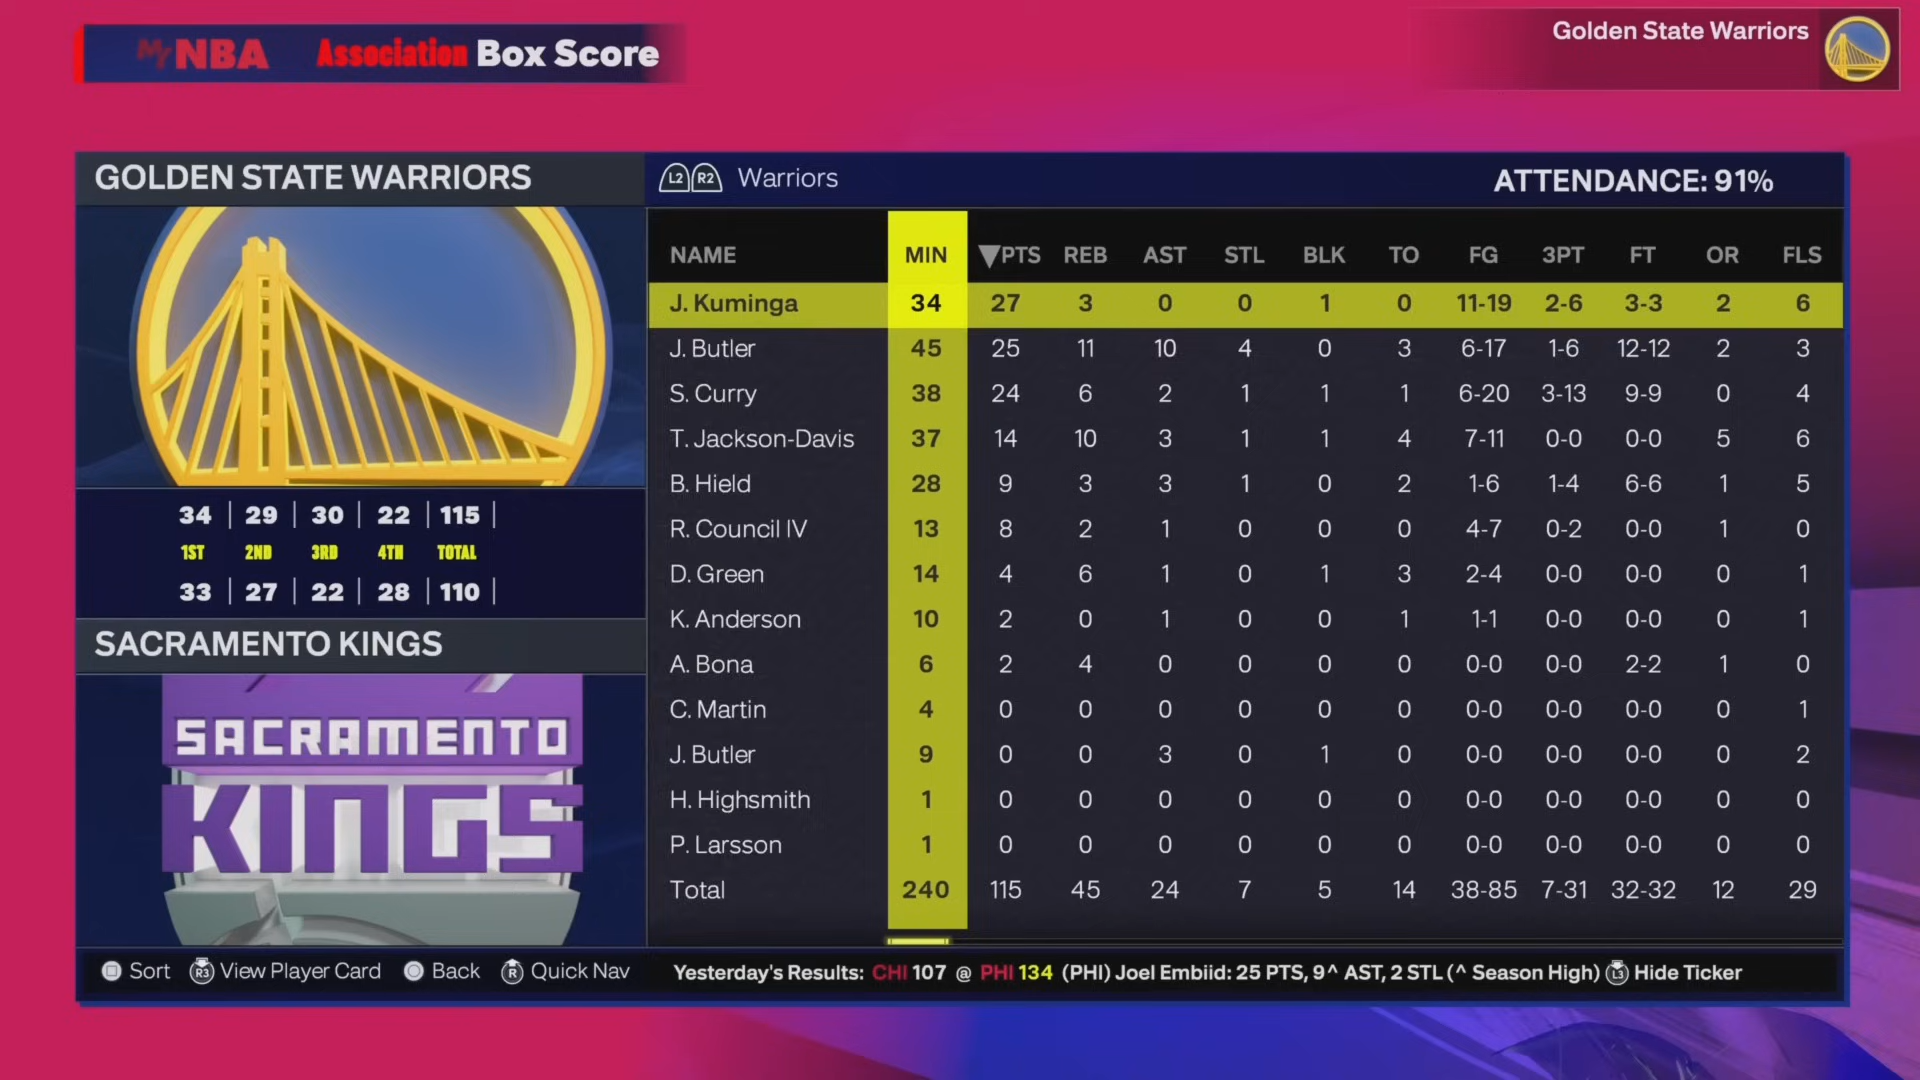 MyNBA Association Box Score
Golden State Warriors
GOLDEN STATE WARRIORS
34 | 29 | 30 | 22 | 115 |
1ST 2ND 3RD 4TH TOTAL
33 | 27 | 22 | 28 | 110 |
SACRAMENTO KINGS
SACRAMENTO
KINGS
L2 R2 Warriors ATTENDANCE: 91%
NAME MIN ▼PTS REB AST STL BLK TO FG 3PT FT OR FLS
J. Kuminga 34 27 3 0 0 1 0 11-19 2-6 3-3 2 6
J. Butler 45 25 11 10 4 0 3 6-17 1-6 12-12 2 3
S. Curry 38 24 6 2 1 1 1 6-20 3-13 9-9 0 4
T. Jackson-Davis 37 14 10 3 1 1 4 7-11 0-0 0-0 5 6
B. Hield 28 9 3 3 1 0 2 1-6 1-4 6-6 1 5
R. Council IV 13 8 2 1 0 0 0 4-7 0-2 0-0 1 0
D. Green 14 4 6 1 0 1 3 2-4 0-0 0-0 0 1
K. Anderson 10 2 0 1 0 0 1 1-1 0-0 0-0 0 1
A. Bona 6 2 4 0 0 0 0 0-0 0-0 2-2 1 0
C. Martin 4 0 0 0 0 0 0 0-0 0-0 0-0 0 1
J. Butler 9 0 0 3 0 1 0 0-0 0-0 0-0 0 2
H. Highsmith 1 0 0 0 0 0 0 0-0 0-0 0-0 0 0
P. Larsson 1 0 0 0 0 0 0 0-0 0-0 0-0 0 0
Total 240 115 45 24 7 5 14 38-85 7-31 32-32 12 29
Sort R3 View Player Card Back R Quick Nav
Yesterday's Results: CHI 107 @ PHI 134 (PHI) Joel Embiid: 25 PTS, 9^ AST, 2 STL (^ Season High) L3 Hide Ticker